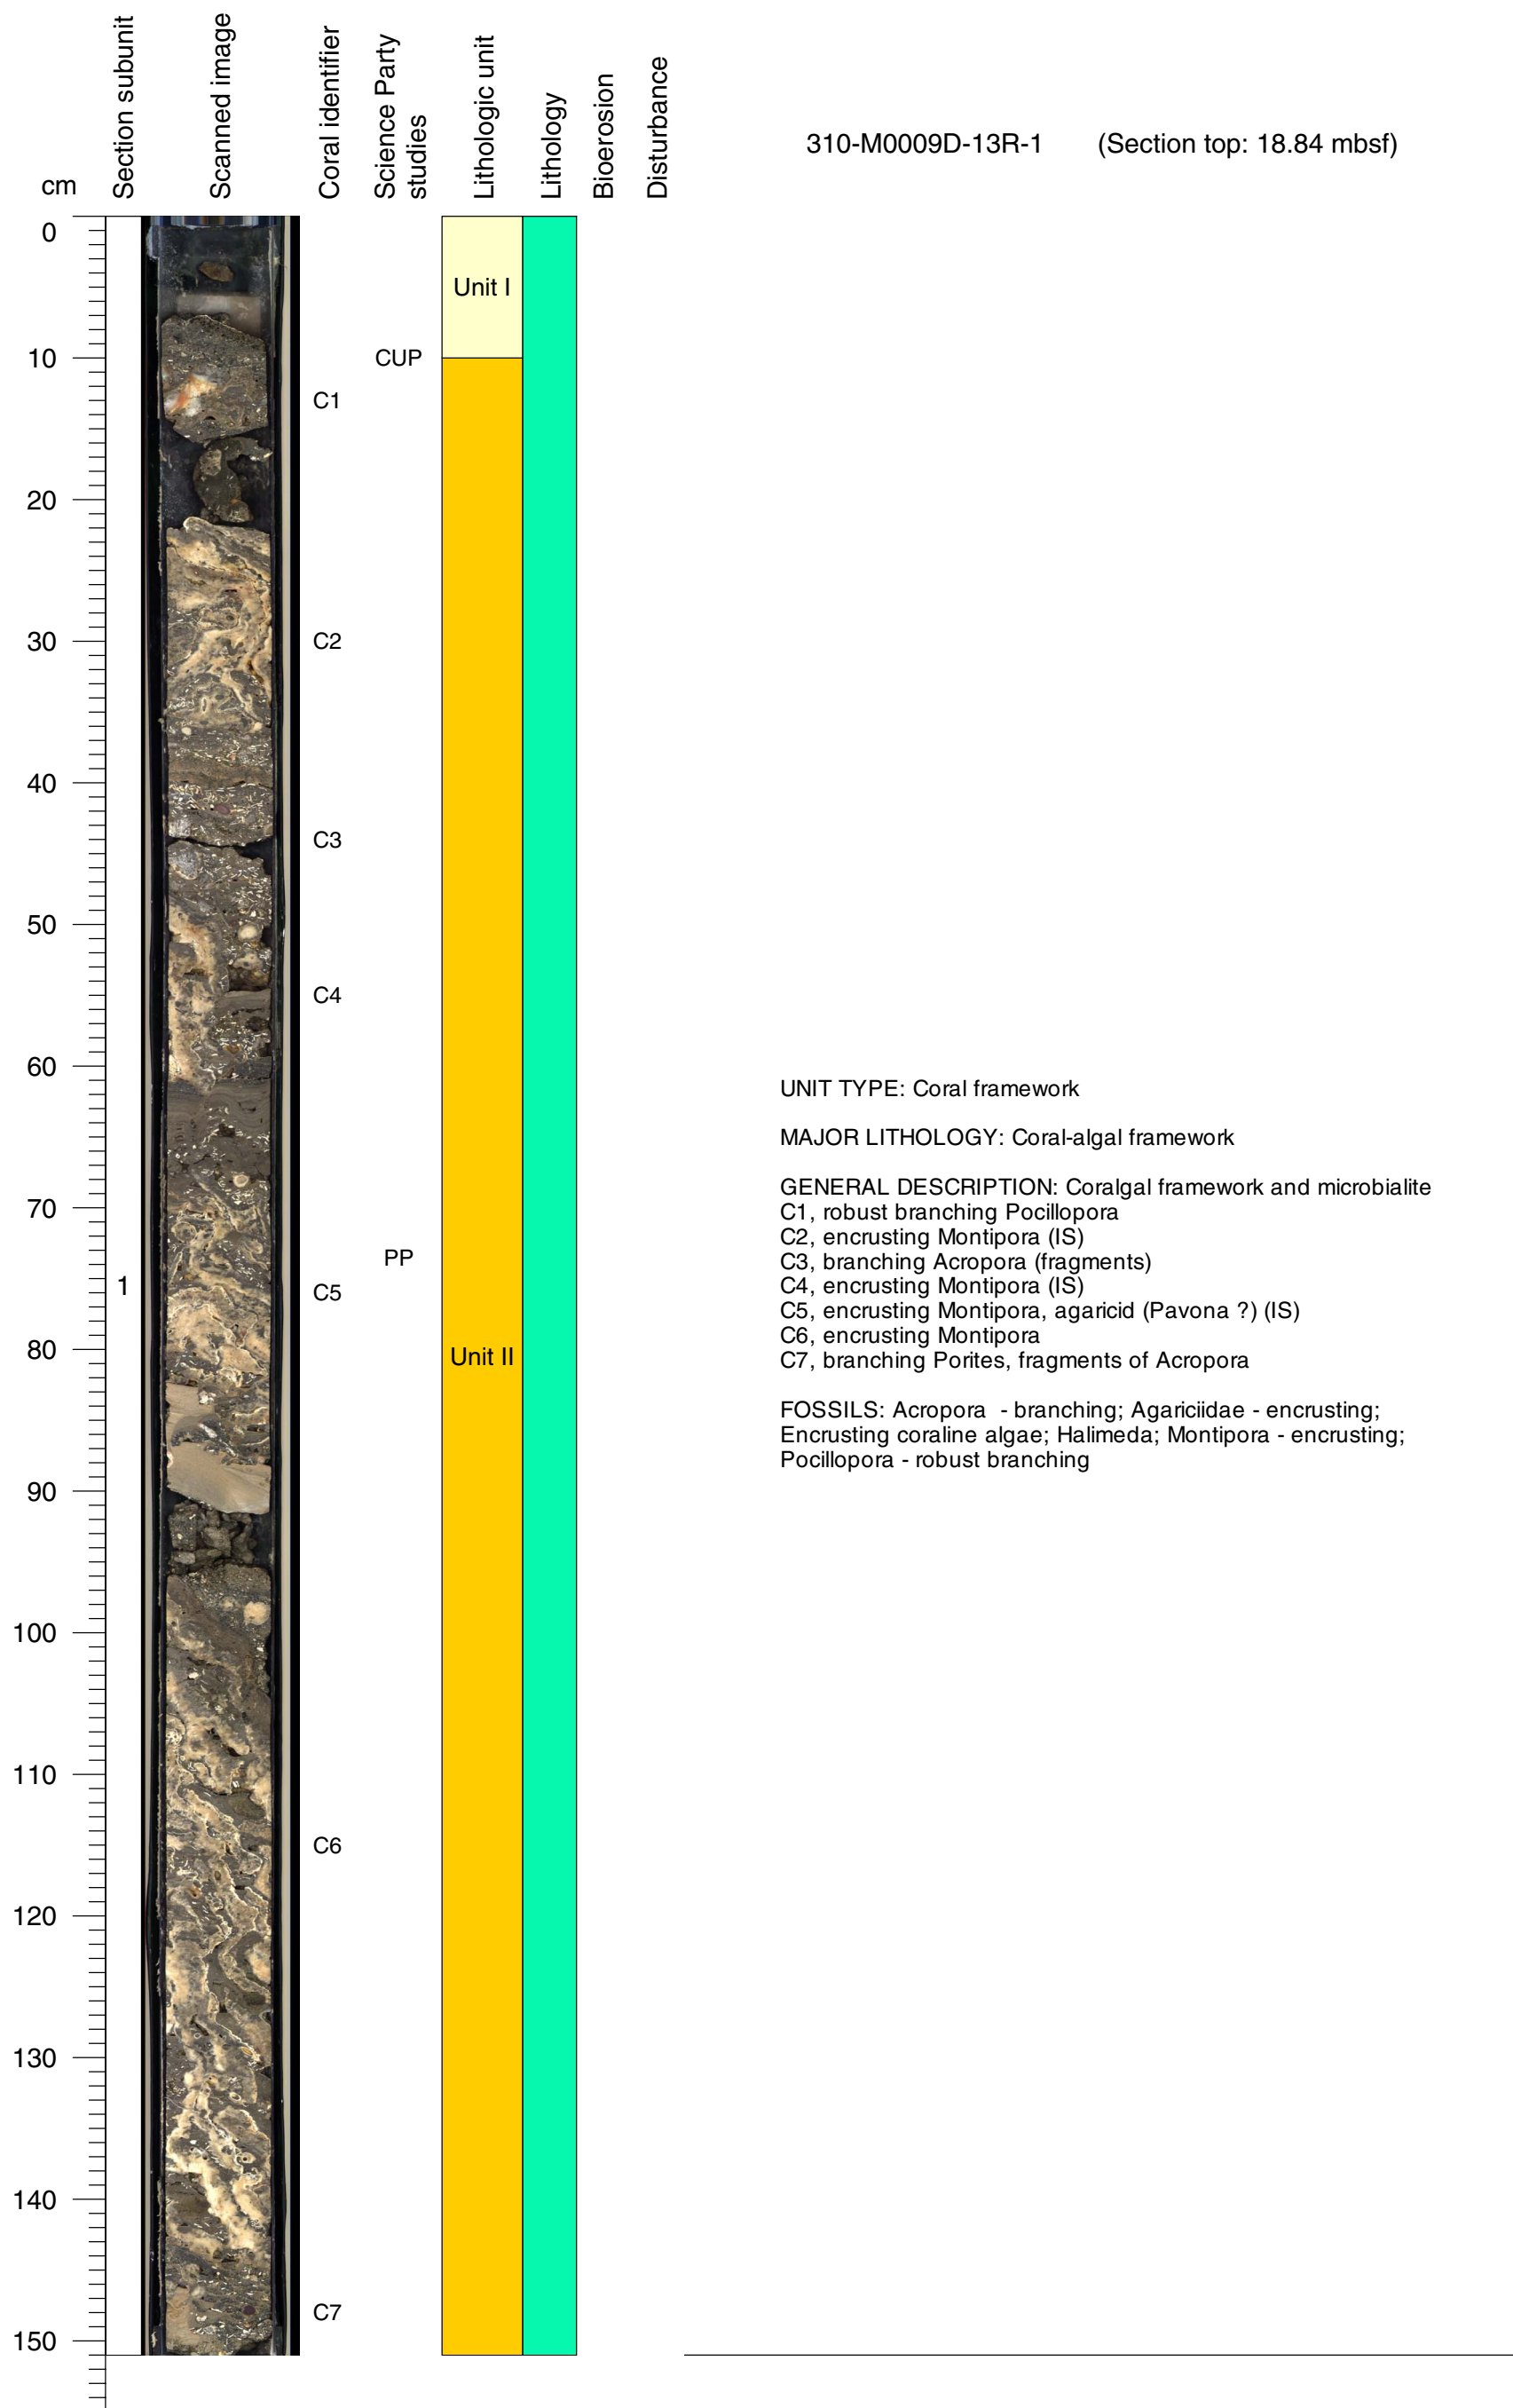 310-M0009D-13R-1 (Section top: 18.84 mbsf)
cm
Section subunit
Scanned image
Coral identifier
Science Party
studies
Lithologic unit
Lithology
Bioerosion
Disturbance
0
Unit I
10
CUP
C1
20
30
C2
40
C3
50
C4
60
70
PP
1
C5
80
Unit II
90
100
110
C6
120
130
140
C7
150
UNIT TYPE: Coral framework
MAJOR LITHOLOGY: Coral-algal framework
GENERAL DESCRIPTION: Coralgal framework and microbialite
C1, robust branching Pocillopora
C2, encrusting Montipora (IS)
C3, branching Acropora (fragments)
C4, encrusting Montipora (IS)
C5, encrusting Montipora, agaricid (Pavona ?) (IS)
C6, encrusting Montipora
C7, branching Porites, fragments of Acropora
FOSSILS: Acropora - branching; Agariciidae - encrusting;
Encrusting coraline algae; Halimeda; Montipora - encrusting;
Pocillopora - robust branching